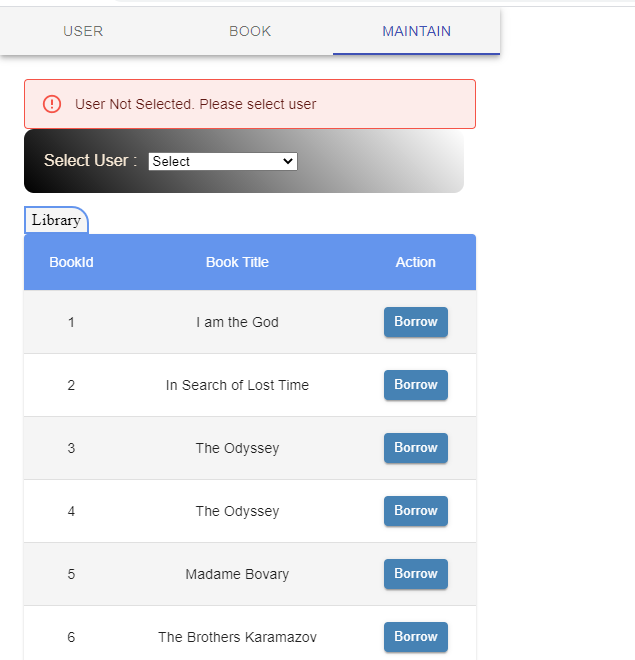 USER BOOK MAINTAIN
User Not Selected. Please select user
Select User : Select
Library
BookId Book Title Action
1 I am the God Borrow
2 In Search of Lost Time Borrow
3 The Odyssey Borrow
4 The Odyssey Borrow
5 Madame Bovary Borrow
6 The Brothers Karamazov Borrow